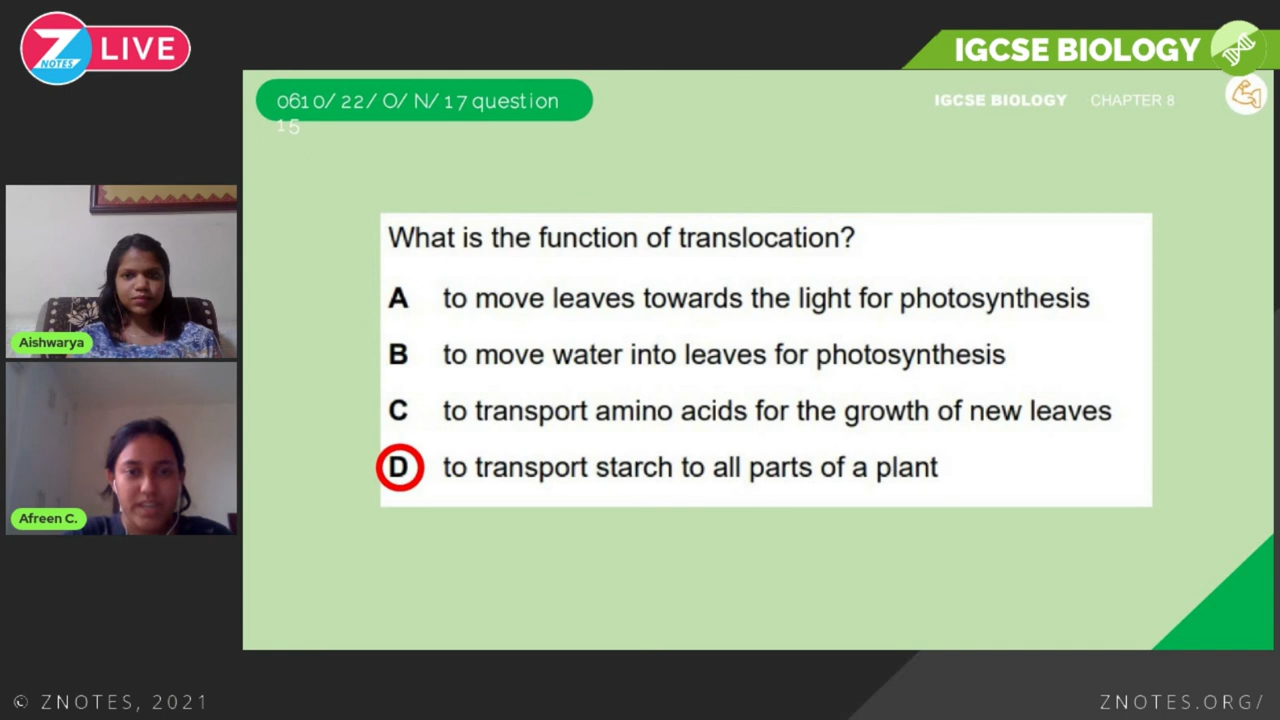 Z NOTES LIVE
IGCSE BIOLOGY
0610/ 22/ O/ N/ 17 question
15
IGCSE BIOLOGY CHAPTER 8
What is the function of translocation?
A to move leaves towards the light for photosynthesis
B to move water into leaves for photosynthesis
C to transport amino acids for the growth of new leaves
D to transport starch to all parts of a plant
Aishwarya
Afreen C.
© ZNOTES, 2021
ZNOTES.ORG/